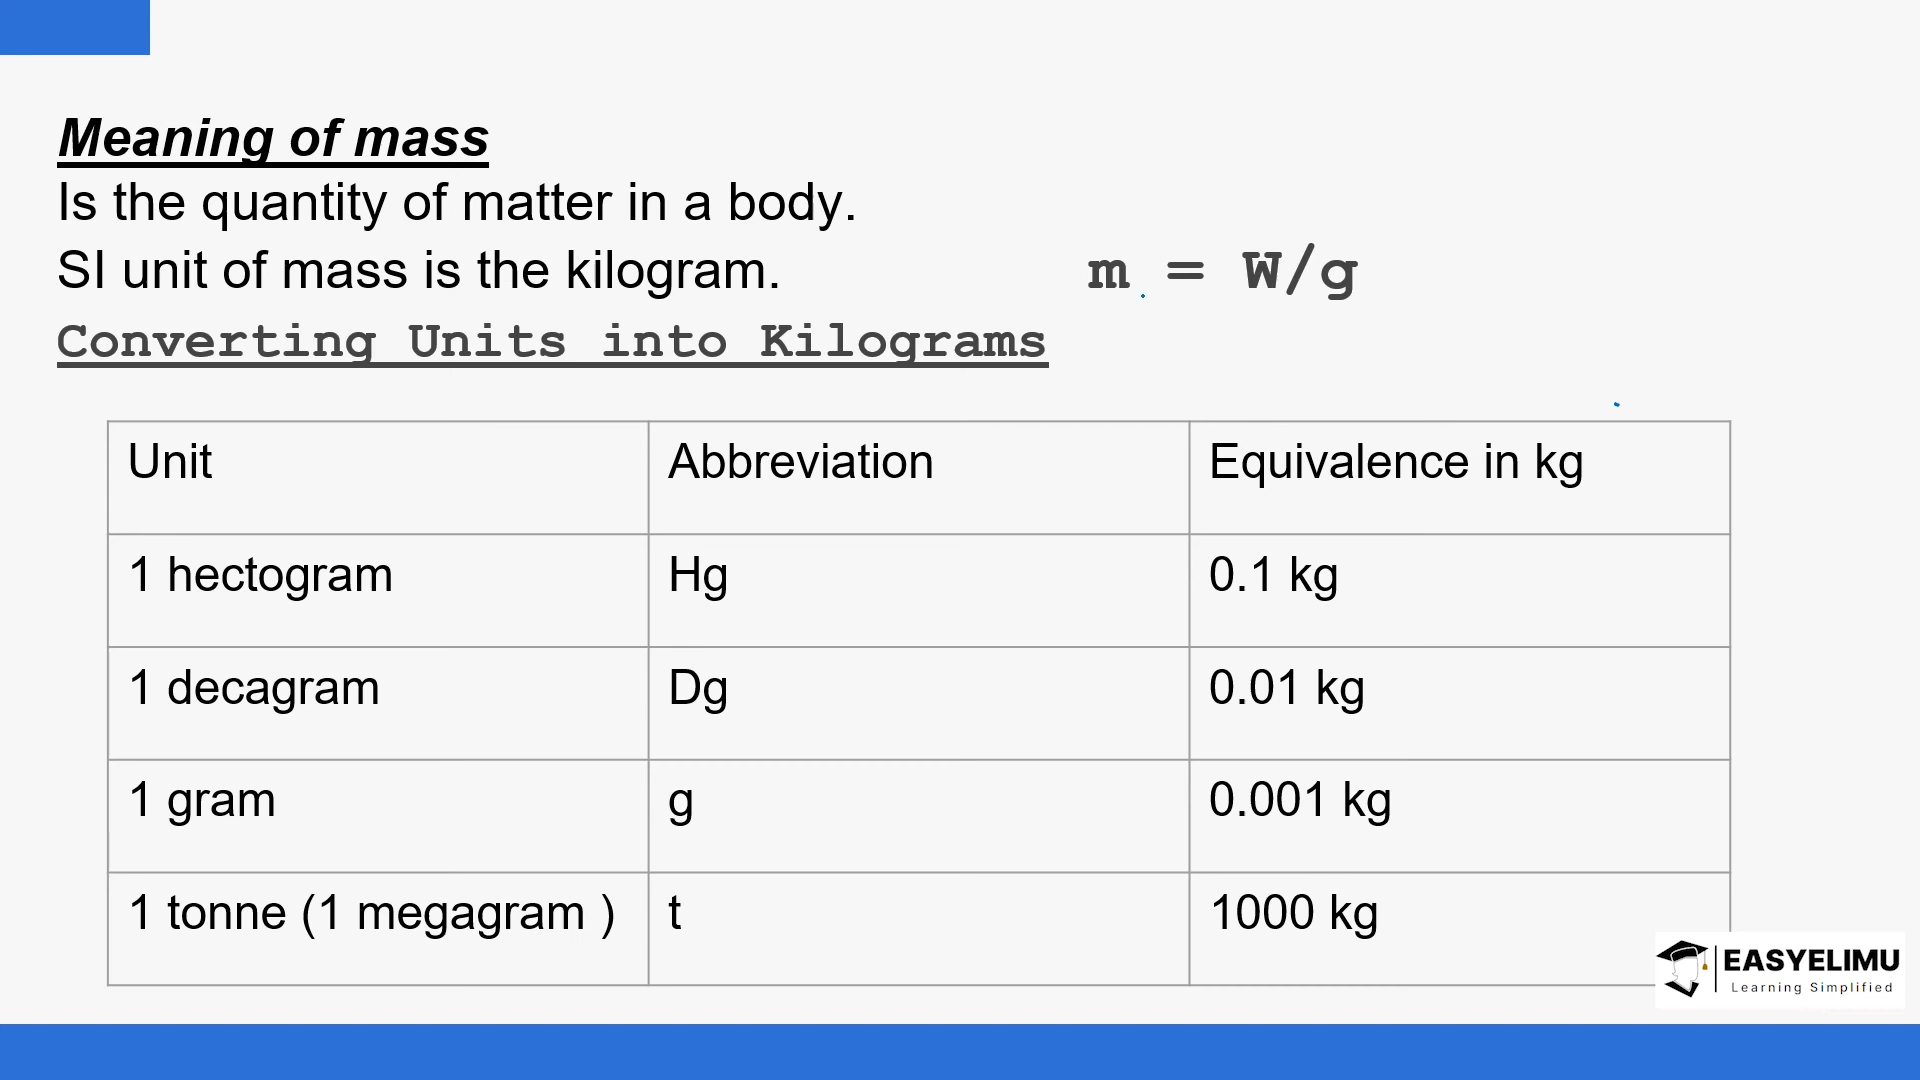 Meaning of mass
Is the quantity of matter in a body.
SI unit of mass is the kilogram. m = W/g
Converting Units into Kilograms
Unit Abbreviation Equivalence in kg
1 hectogram Hg 0.1 kg
1 decagram Dg 0.01 kg
1 gram g 0.001 kg
1 tonne (1 megagram ) t 1000 kg
EASYELIMU
Learning Simplified